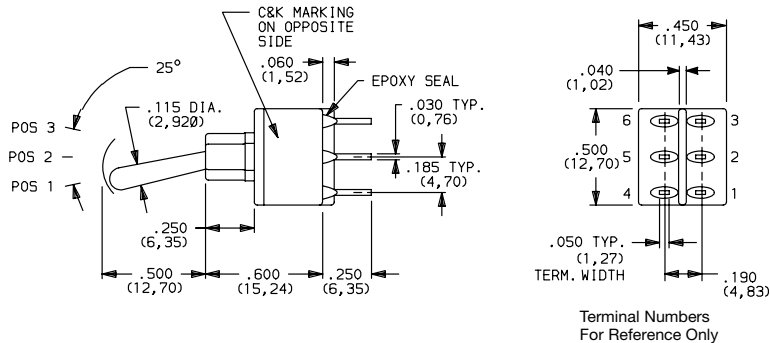 C&K MARKING
ON OPPOSITE
SIDE
.060
(1,52)
EPOXY SEAL
25°
.115 DIA.
(2,920)
.030 TYP.
(0,76)
POS 3
POS 2
POS 1
.185 TYP.
(4,70)
.250
(6,35)
.500
(12,70)
.600
(15,24)
.250
(6,35)
.450
(11,43)
.040
(1,02)
6
3
.500
(12,70)
5
2
4
1
.050 TYP.
(1,27)
TERM. WIDTH
.190
(4,83)
Terminal Numbers
For Reference Only